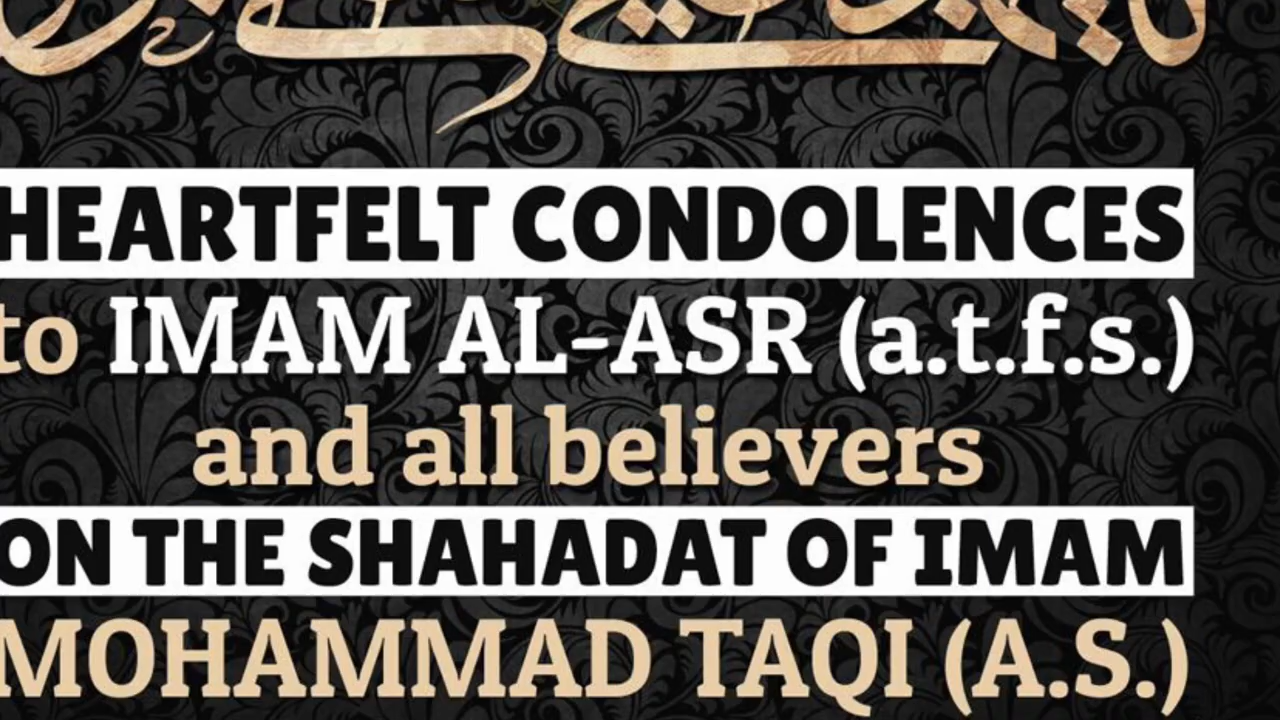 HEARTFELT CONDOLENCES
to IMAM AL-ASR (a.t.f.s.)
and all believers
ON THE SHAHADAT OF IMAM
MOHAMMAD TAQI (A.S.)